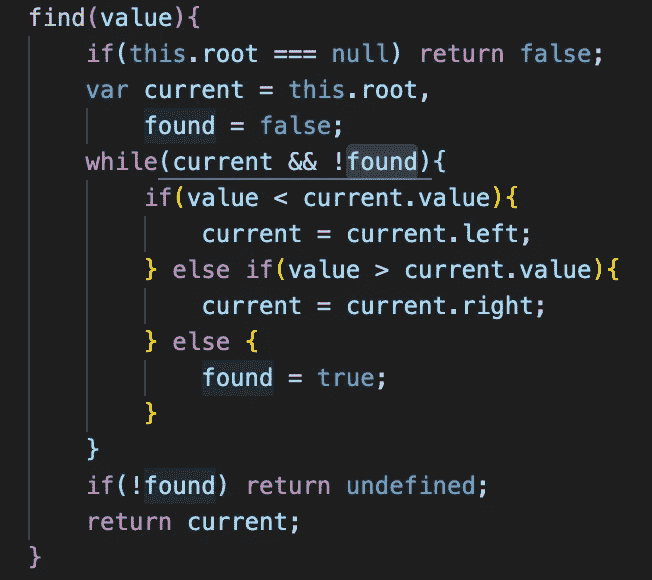 find(value){
    if(this.root === null) return false;
    var current = this.root,
        found = false;
    while(current && !found){
        if(value < current.value){
            current = current.left;
        } else if(value > current.value){
            current = current.right;
        } else {
            found = true;
        }
    }
    if(!found) return undefined;
    return current;
}